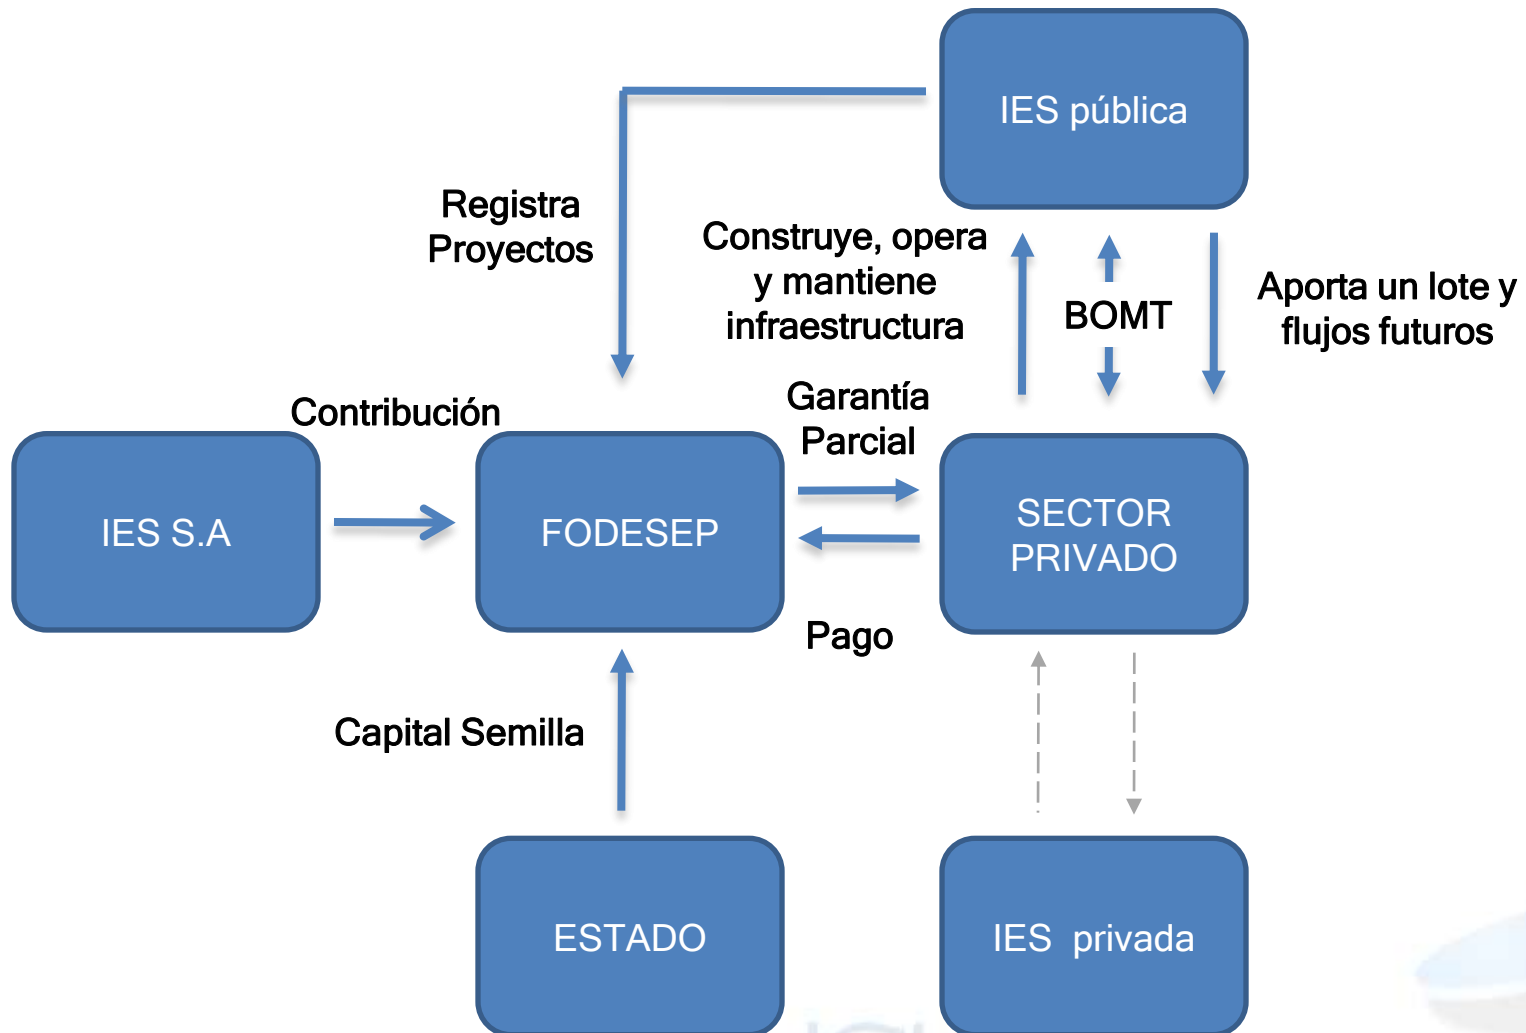 IES pública
Registra
Proyectos
Construye, opera
y mantiene
infraestructura
BOMT
Aporta un lote y
flujos futuros
Contribución
Garantía
Parcial
IES S.A
FODESEP
SECTOR
PRIVADO
Pago
Capital Semilla
ESTADO
IES privada